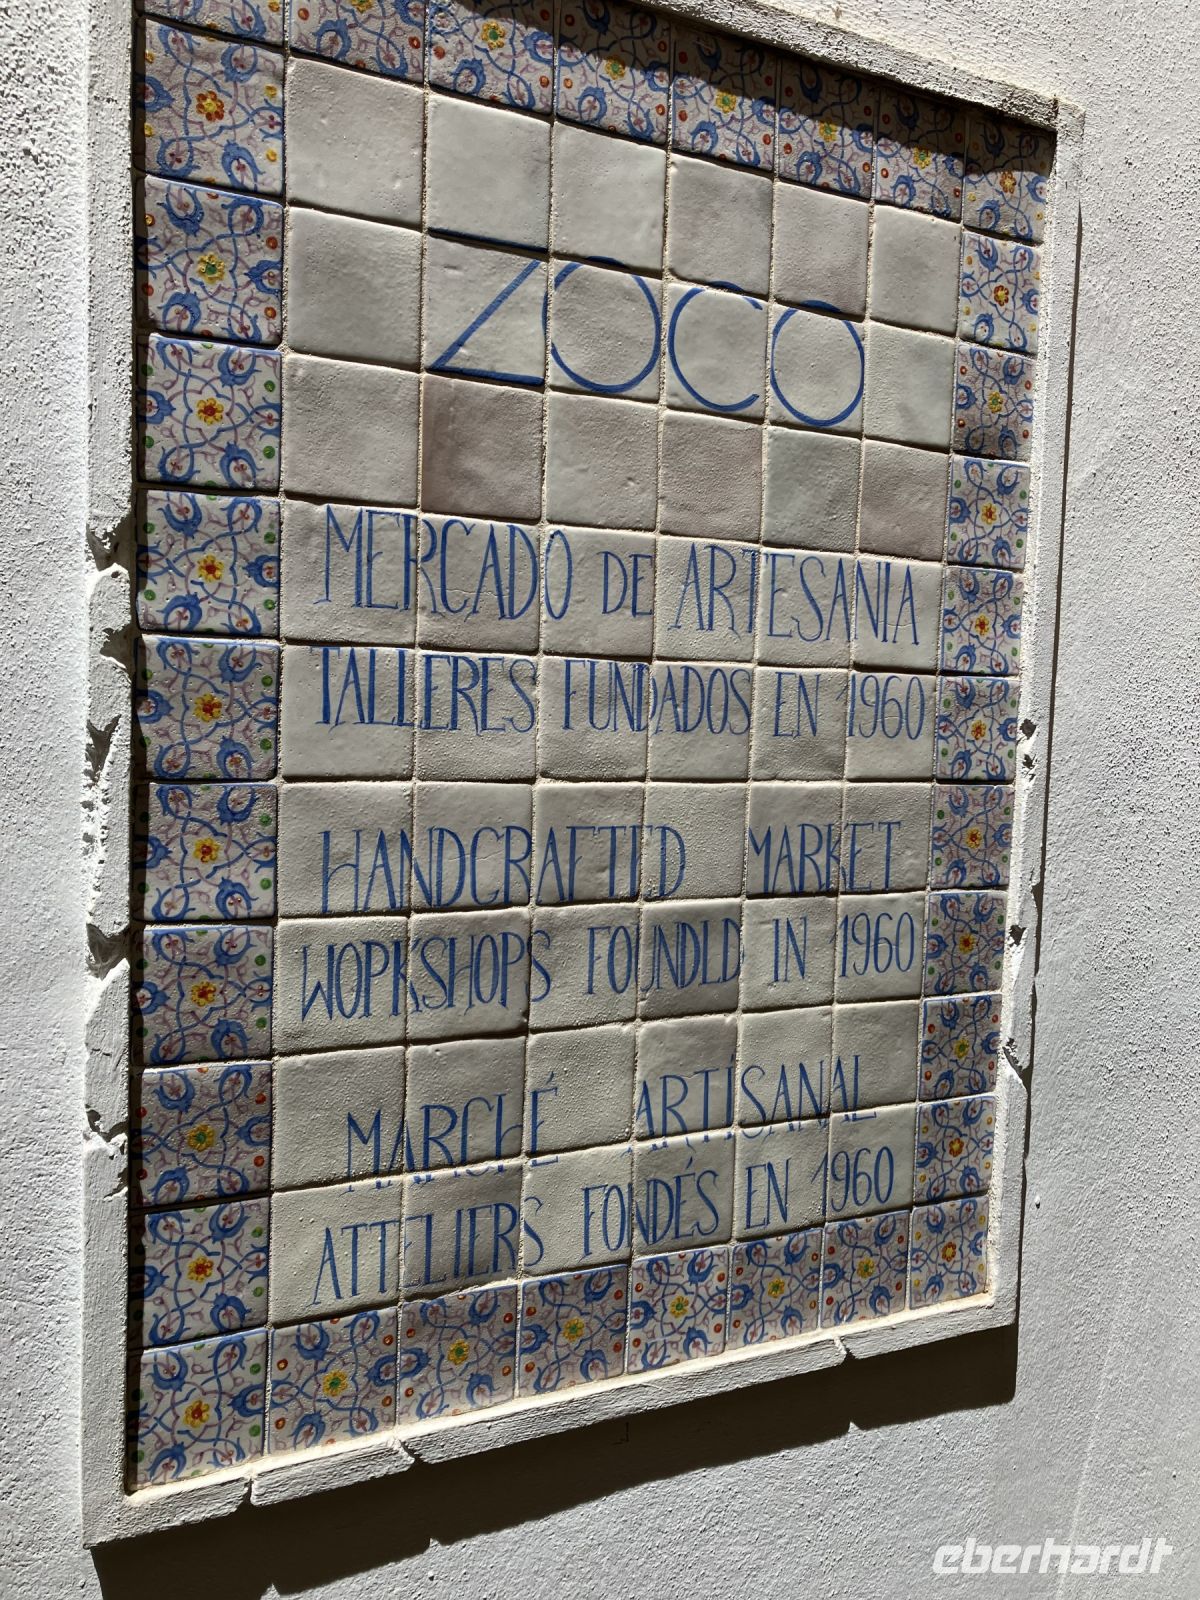 ZOCO
MERCADO DE ARTESANIA
TALLERES FUNDADOS EN 1960
HANDCRAFTED MARKET
WORKSHOPS FOUNDED IN 1960
MARCHÉ ARTÍSANAL
ATTELIERS FONDÉS EN 1960
eberhardt